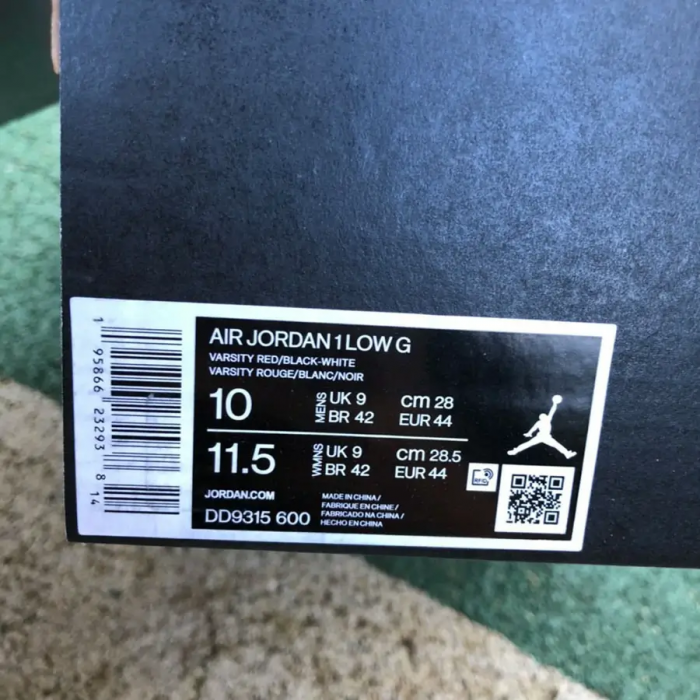 1 95866 23293 8 14
AIR JORDAN 1 LOW G
VARSITY RED/BLACK-WHITE
VARSITY ROUGE/BLANC/NOIR
10
MENS
UK 9
BR 42
cm 28
EUR 44
11.5
WMNS
UK 9
BR 42
cm 28.5
EUR 44
RFID
JORDAN.COM
DD9315 600
MADE IN CHINA /
FABRIQUE EN CHINE /
FABRICADO NA CHINA /
HECHO EN CHINA